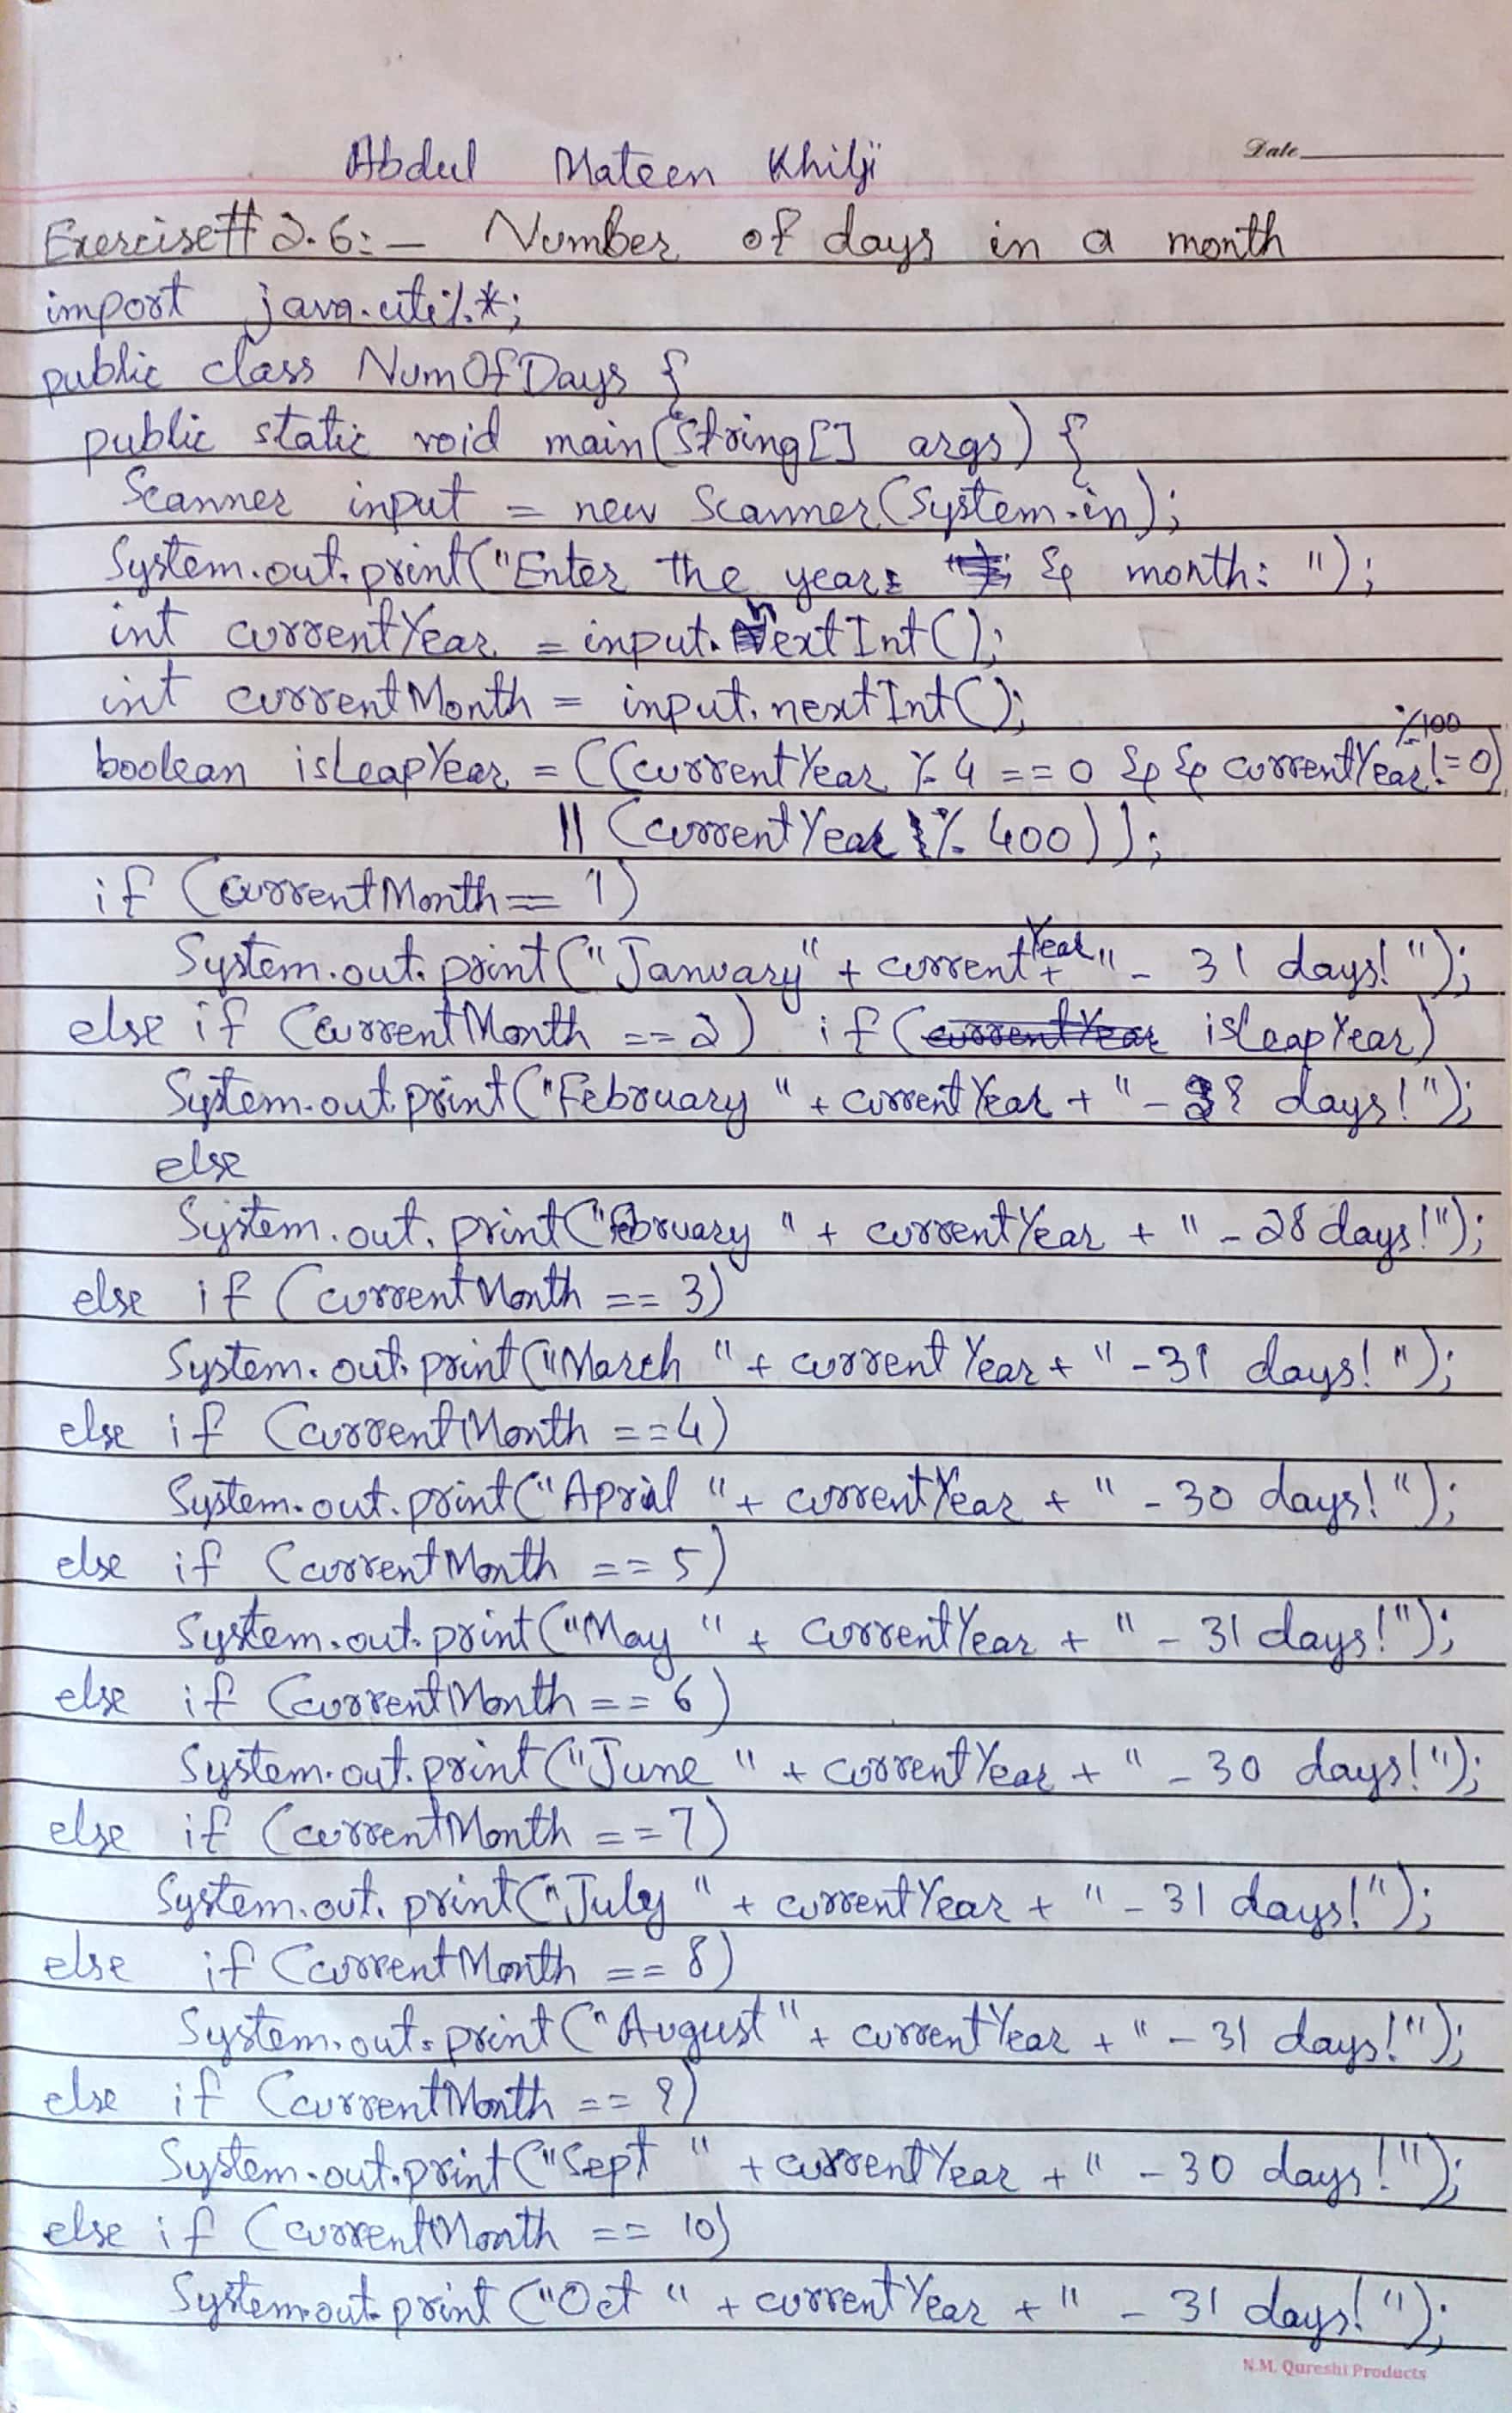 Abdul Mateen Khilji
Date
Exercise# 2.6:- Number of days in a month
import java.util.*;
public class NumOfDays {
public static void main(String[] args) {
Scanner input = new Scanner(System.in);
System.out.print("Enter the year & month: ");
int currentYear = input.nextInt();
int currentMonth = input.nextInt();
boolean isLeapYear = ((currentYear % 4 == 0 && currentYear %100 != 0)
|| (currentYear % 400));
if (currentMonth == 1)
System.out.print("January" + currentYear + " - 31 days!");
else if (currentMonth == 2) if (currentYear isLeapYear)
System.out.print("February " + currentYear + " - 29 days!");
else
System.out.print("February " + currentYear + " - 28 days!");
else if (currentMonth == 3)
System.out.print("March " + currentYear + " - 31 days!");
else if (currentMonth == 4)
System.out.print("April " + currentYear + " - 30 days!");
else if (currentMonth == 5)
System.out.print("May " + currentYear + " - 31 days!");
else if (currentMonth == 6)
System.out.print("June " + currentYear + " - 30 days!");
else if (currentMonth == 7)
System.out.print("July " + currentYear + " - 31 days!");
else if (currentMonth == 8)
System.out.print("August" + currentYear + " - 31 days!");
else if (currentMonth == 9)
System.out.print("Sept " + currentYear + " - 30 days!");
else if (currentMonth == 10)
System.out.print("Oct " + currentYear + " - 31 days!");
N.M. Qureshi Products